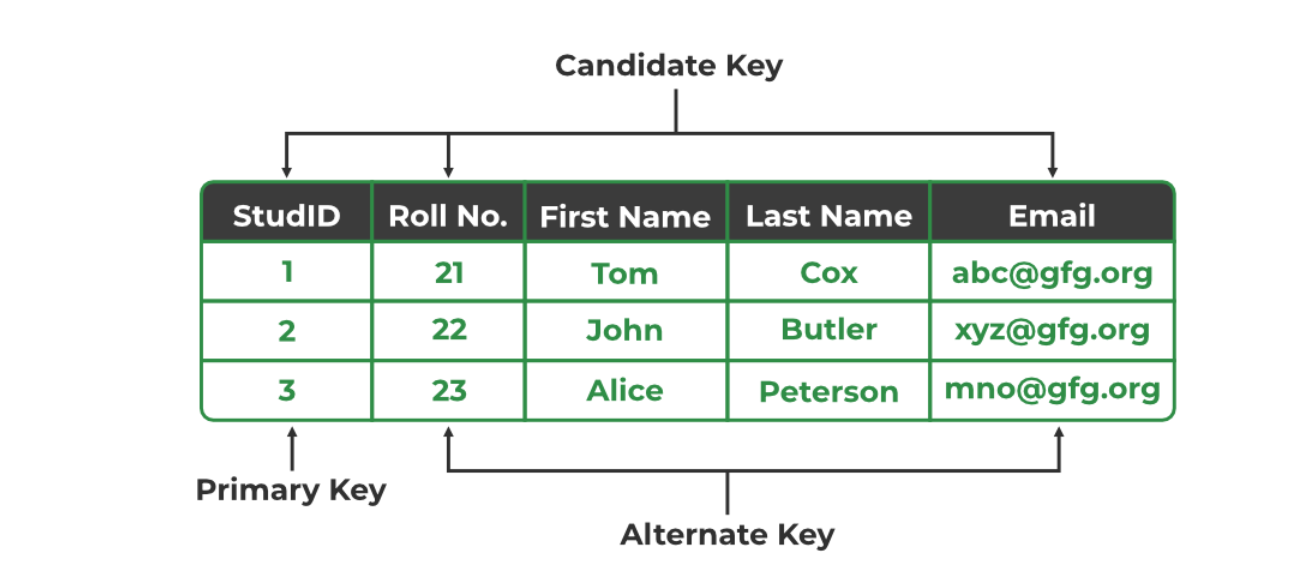 Candidate Key
StudID Roll No. First Name Last Name Email
1 21 Tom Cox abc@gfg.org
2 22 John Butler xyz@gfg.org
3 23 Alice Peterson mno@gfg.org
Primary Key
Alternate Key